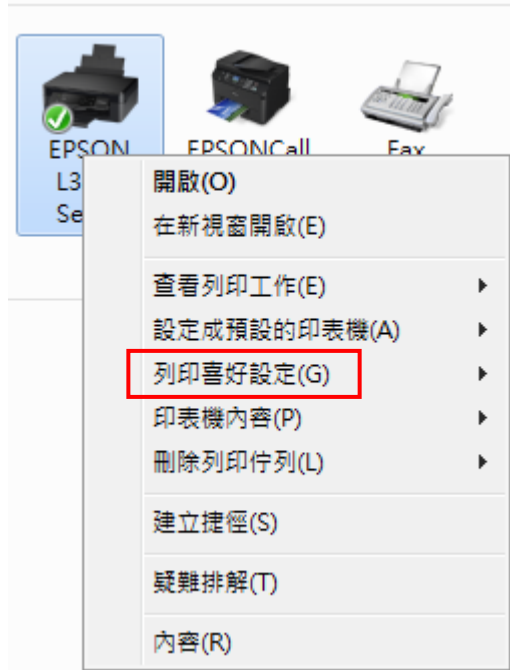 EPSON
L3
Se
EPSONCall
Fax
開啟(O)
在新視窗開啟(E)
查看列印工作(E)
設定成預設的印表機(A)
列印喜好設定(G)
印表機內容(P)
刪除列印佇列(L)
建立捷徑(S)
疑難排解(T)
內容(R)